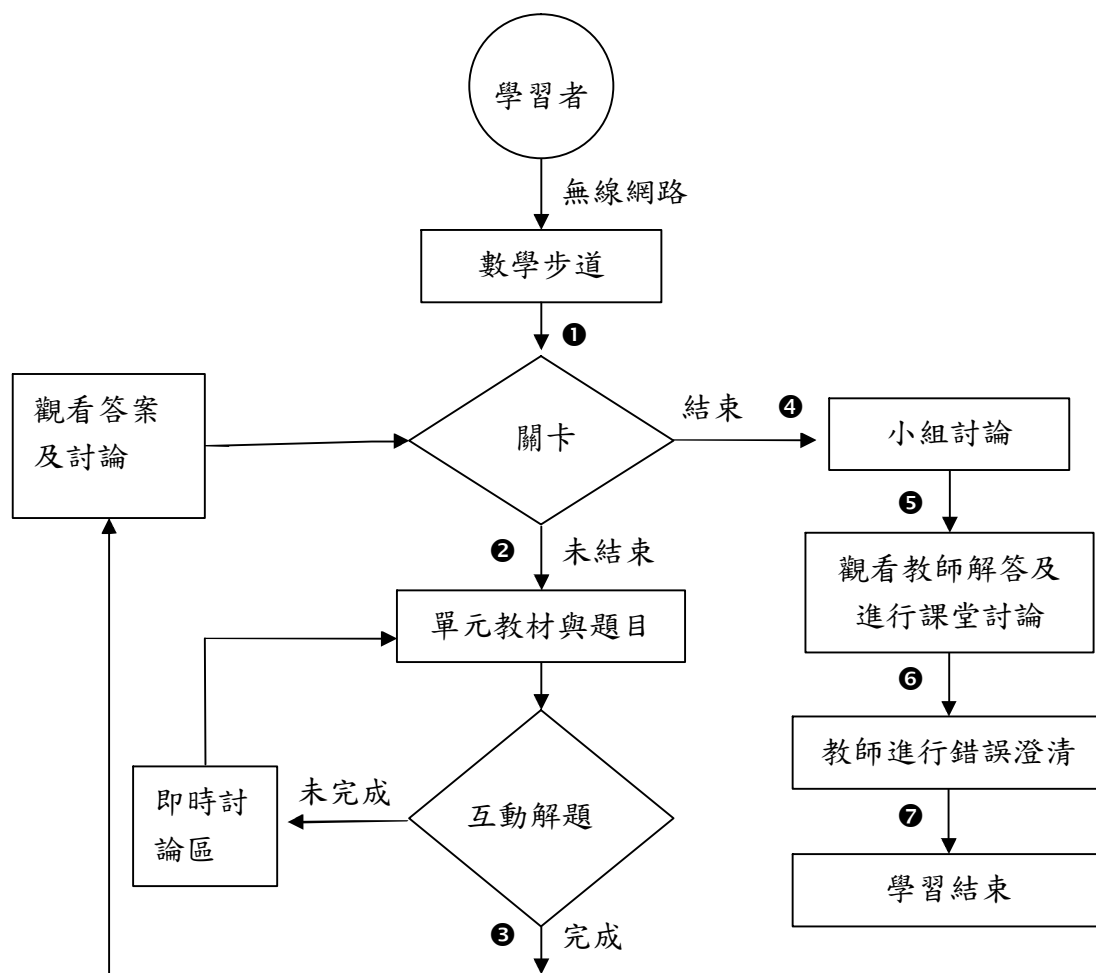 學習者
無線網路
數學步道
❶
觀看答案
及討論
關卡
結束 ❹
小組討論
❺
❷ 未結束
觀看教師解答及
進行課堂討論
單元教材與題目
❻
教師進行錯誤澄清
即時討
論區
未完成
互動解題
❼
學習結束
❸ 完成